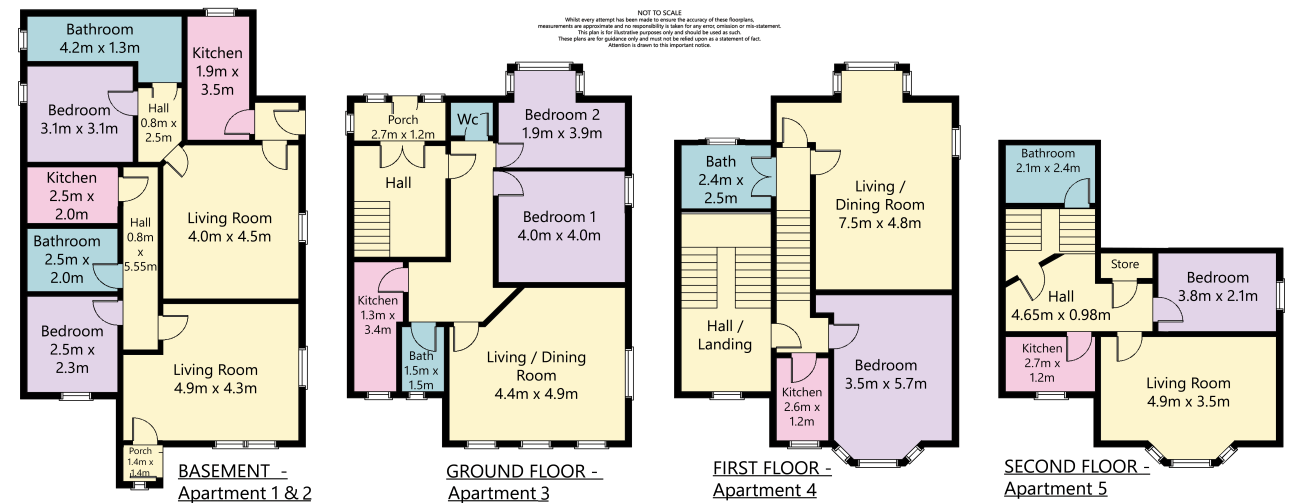 NOT TO SCALE
Whilst every attempt has been made to ensure the accuracy of these floorplans,
measurements are approximate and no responsibility is taken for any error, omission or mis-statement.
This plan is for illustrative purposes only and should be used as such.
These plans are for guidance only and must not be relied upon as a statement of fact.
Attention is drawn to this important notice.
Bathroom
4.2m x 1.3m
Kitchen
1.9m x
3.5m
Bedroom
3.1m x 3.1m
Hall
0.8m x
2.5m
Kitchen
2.5m x
2.0m
Hall
0.8m
x
5.55m
Living Room
4.0m x 4.5m
Bathroom
2.5m x
2.0m
Bedroom
2.5m x
2.3m
Living Room
4.9m x 4.3m
Porch
1.4m x
1.4m
BASEMENT -
Apartment 1 & 2
Porch
2.7m x 1.2m
Wc
Bedroom 2
1.9m x 3.9m
Hall
Bedroom 1
4.0m x 4.0m
Kitchen
1.3m x
3.4m
Bath
1.5m x
1.5m
Living / Dining
Room
4.4m x 4.9m
GROUND FLOOR -
Apartment 3
Bath
2.4m x
2.5m
Living /
Dining Room
7.5m x 4.8m
Hall /
Landing
Bedroom
3.5m x 5.7m
Kitchen
2.6m x
1.2m
FIRST FLOOR -
Apartment 4
Bathroom
2.1m x 2.4m
Store
Bedroom
3.8m x 2.1m
Hall
4.65m x 0.98m
Kitchen
2.7m x
1.2m
Living Room
4.9m x 3.5m
SECOND FLOOR -
Apartment 5